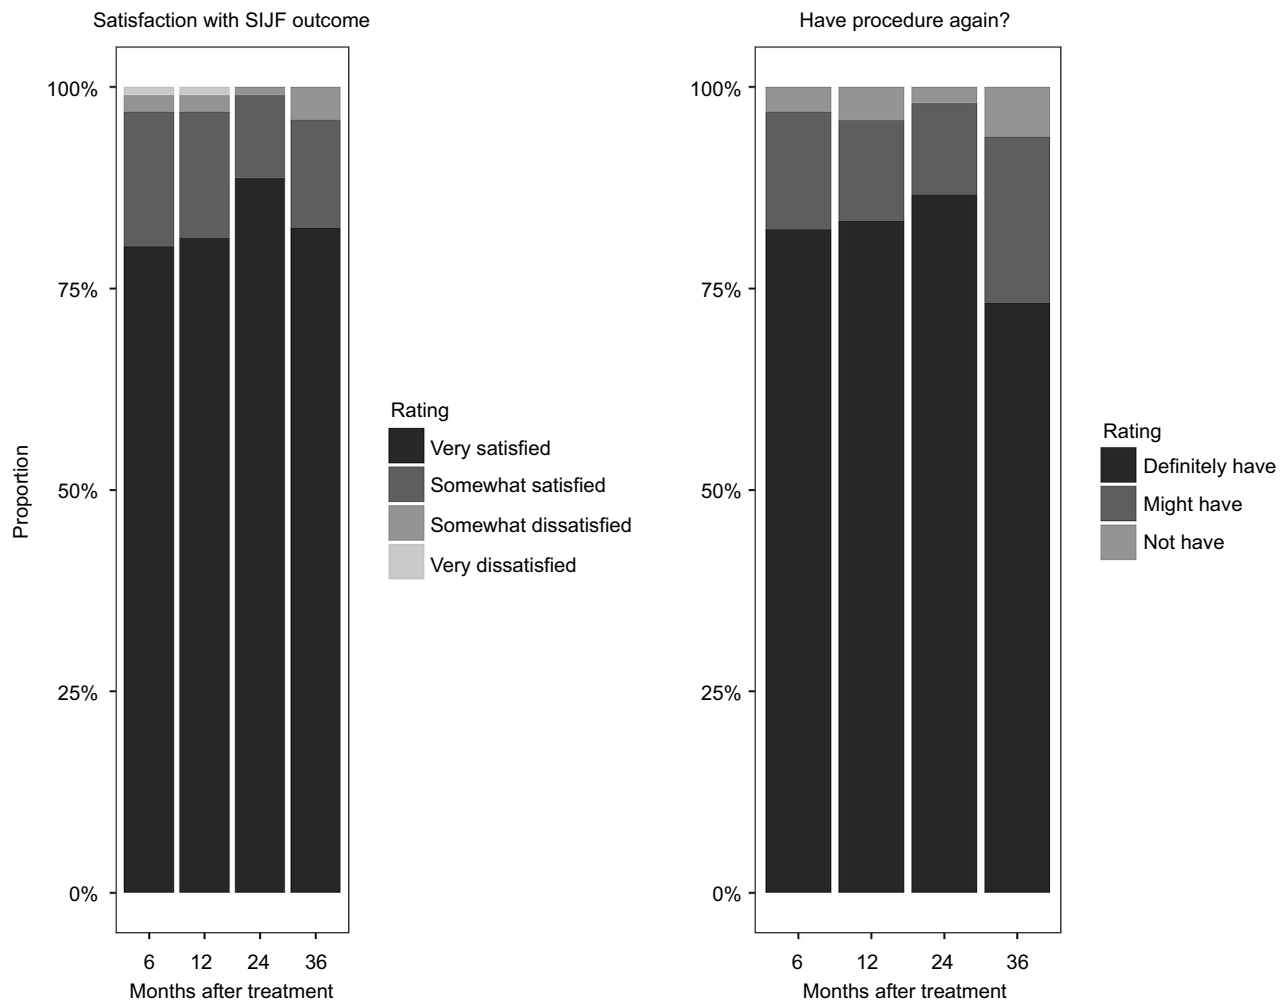 Satisfaction with SIJF outcome
100%
75%
50%
25%
0%
Proportion
6 12 24 36
Months after treatment
Rating
Very satisfied
Somewhat satisfied
Somewhat dissatisfied
Very dissatisfied
Have procedure again?
100%
75%
50%
25%
0%
6 12 24 36
Months after treatment
Rating
Definitely have
Might have
Not have